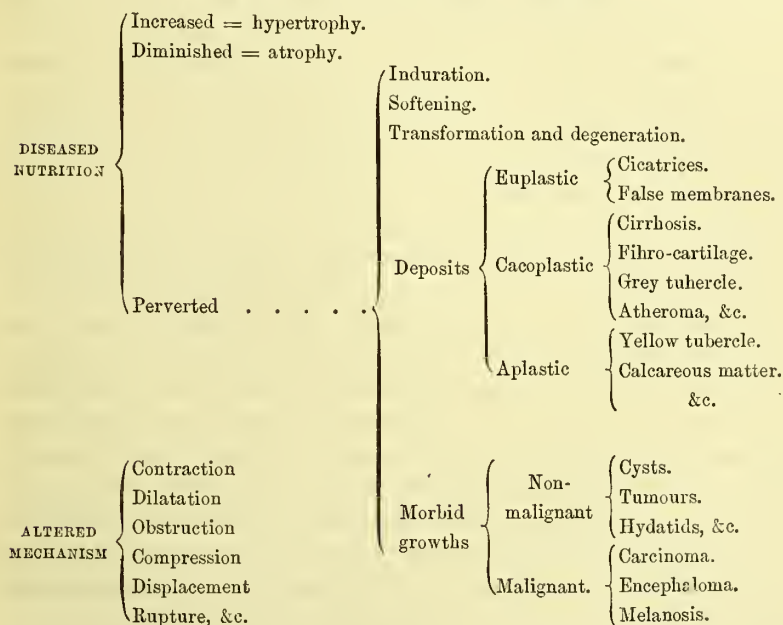 DISEASED
NUTRITION
Increased = hypertrophy.
Diminished = atrophy.
Perverted . . . . .
Induration.
Softening.
Transformation and degeneration.
Deposits
Euplastic
Cicatrices.
False membranes.
Cacoplastic
Cirrhosis.
Fihro-cartilage.
Grey tuhercle.
Atheroma, &c.
Aplastic
Yellow tubercle.
Calcareous matter.
&c.
Morbid
growths
Non-
malignant
Cysts.
Tumours.
Hydatids, &c.
Malignant.
Carcinoma.
Encephaloma.
Melanosis.
ALTERED
MECHANISM
Contraction
Dilatation
Obstruction
Compression
Displacement
Rupture, &c.